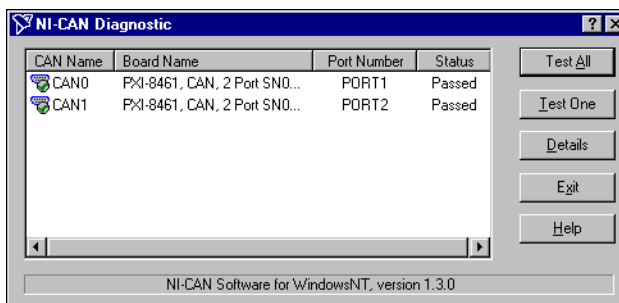 NI-CAN Diagnostic
CAN Name Board Name Port Number Status
CAN0 PXI-8461, CAN, 2 Port SN0... PORT1 Passed
CAN1 PXI-8461, CAN, 2 Port SN0... PORT2 Passed
Test All
Test One
Details
Exit
Help
NI-CAN Software for WindowsNT, version 1.3.0